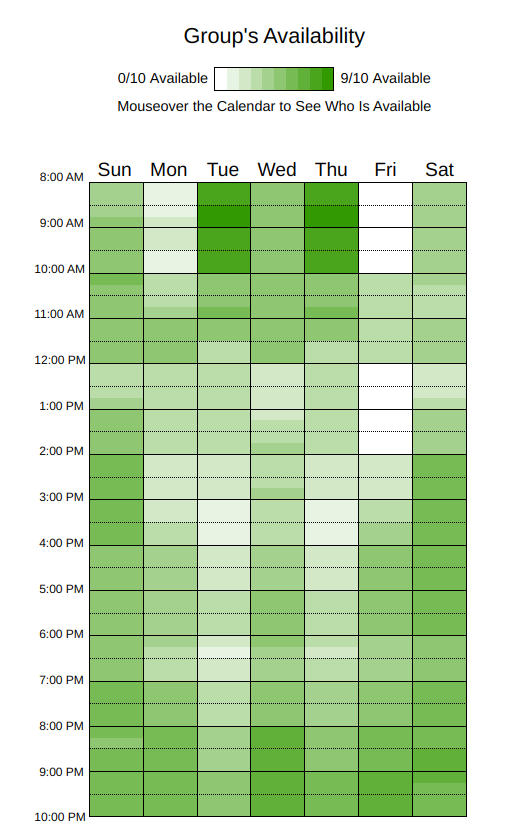 Group's Availability
0/10 Available 9/10 Available
Mouseover the Calendar to See Who Is Available
Sun Mon Tue Wed Thu Fri Sat
8:00 AM
9:00 AM
10:00 AM
11:00 AM
12:00 PM
1:00 PM
2:00 PM
3:00 PM
4:00 PM
5:00 PM
6:00 PM
7:00 PM
8:00 PM
9:00 PM
10:00 PM